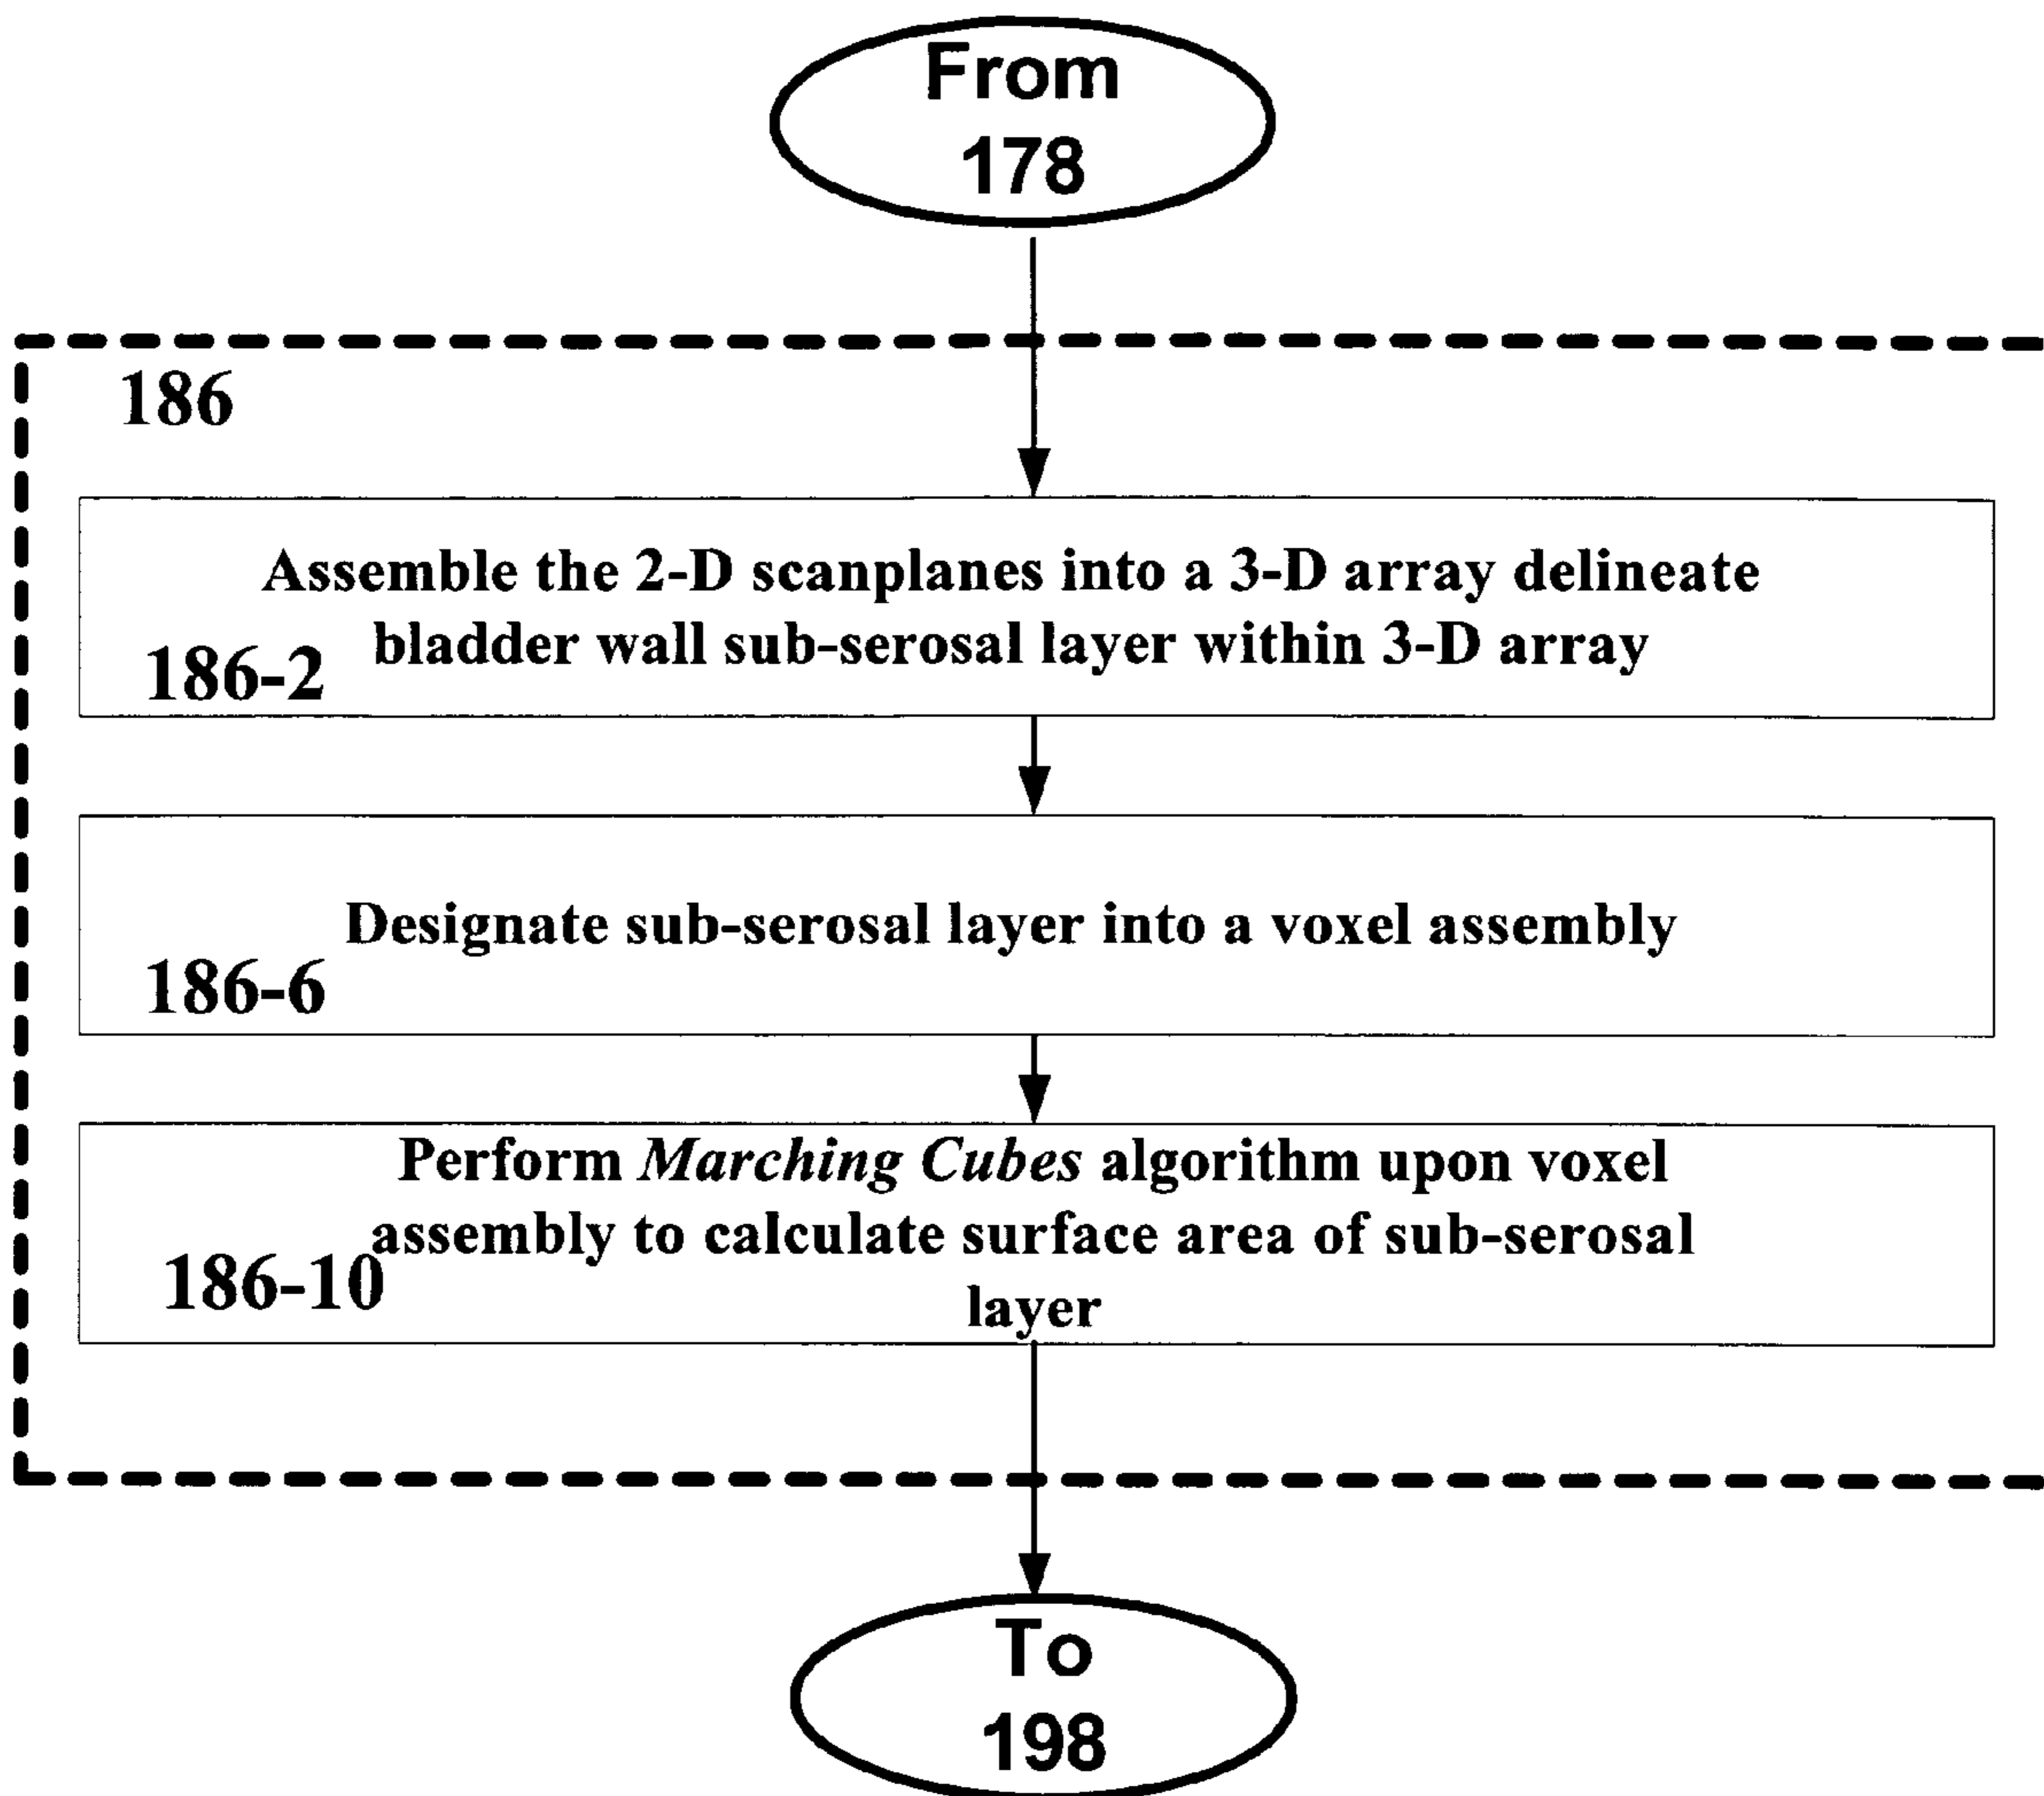 From
178
186
Assemble the 2-D scanplanes into a 3-D array delineate
bladder wall sub-serosal layer within 3-D array
186-2
Designate sub-serosal layer into a voxel assembly
186-6
Perform Marching Cubes algorithm upon voxel
assembly to calculate surface area of sub-serosal
186-10
layer
To
198